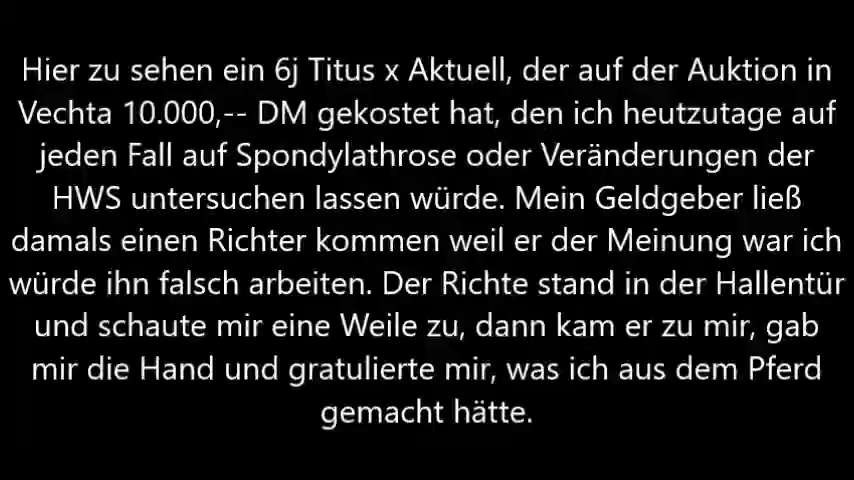 Hier zu sehen ein 6j Titus x Aktuell, der auf der Auktion in
Vechta 10.000,-- DM gekostet hat, den ich heutzutage auf
jeden Fall auf Spondylathrose oder Veränderungen der
HWS untersuchen lassen würde. Mein Geldgeber ließ
damals einen Richter kommen weil er der Meinung war ich
würde ihn falsch arbeiten. Der Richte stand in der Hallentür
und schaute mir eine Weile zu, dann kam er zu mir, gab
mir die Hand und gratulierte mir, was ich aus dem Pferd
gemacht hätte.